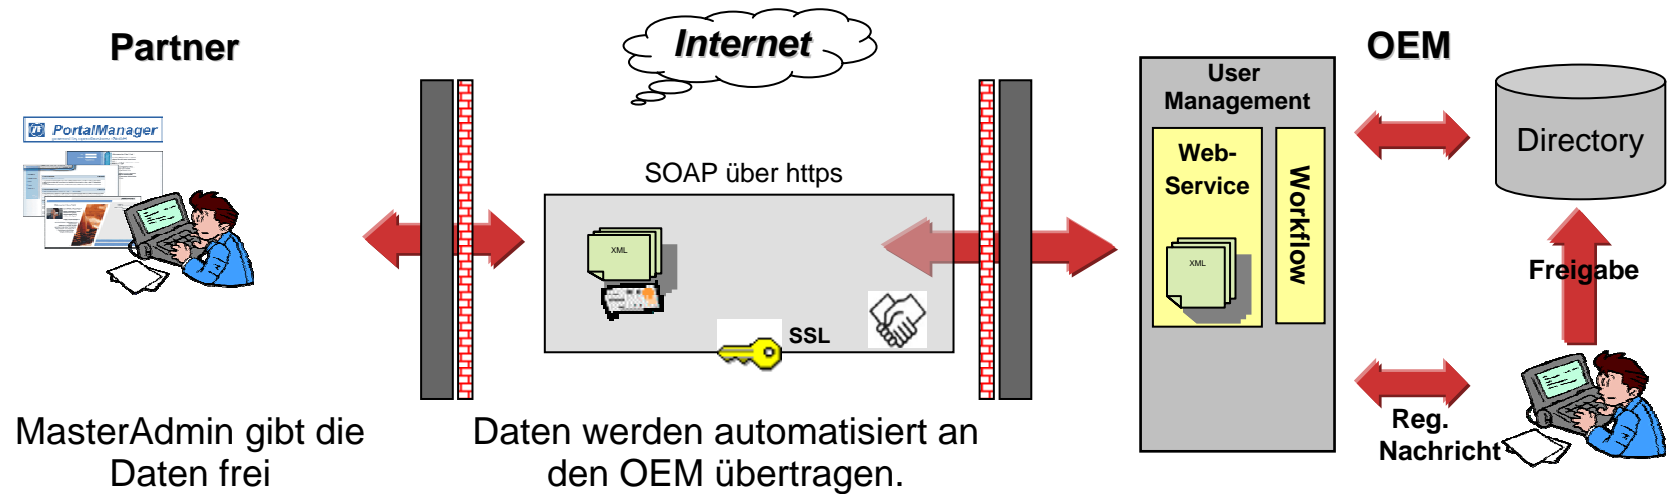 Partner
Internet
OEM
PortalManager
SOAP über https
XML
SSL
User
Management
Web-
Service
XML
Workflow
Directory
Freigabe
Reg.
Nachricht
MasterAdmin gibt die
Daten frei
Daten werden automatisiert an
den OEM übertragen.